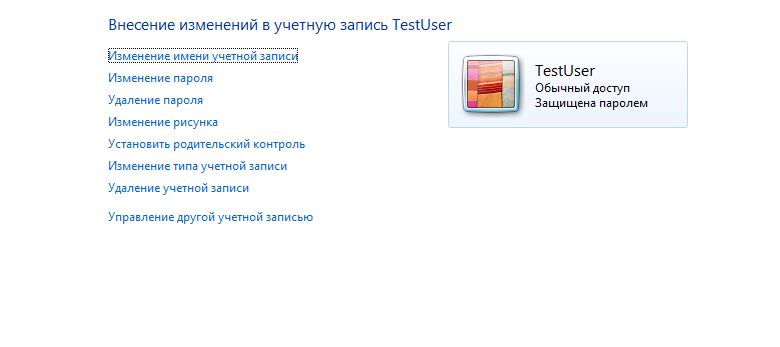 Внесение изменений в учетную запись TestUser
Изменение имени учетной записи
Изменение пароля
Удаление пароля
Изменение рисунка
Установить родительский контроль
Изменение типа учетной записи
Удаление учетной записи
Управление другой учетной записью
TestUser
Обычный доступ
Защищена паролем